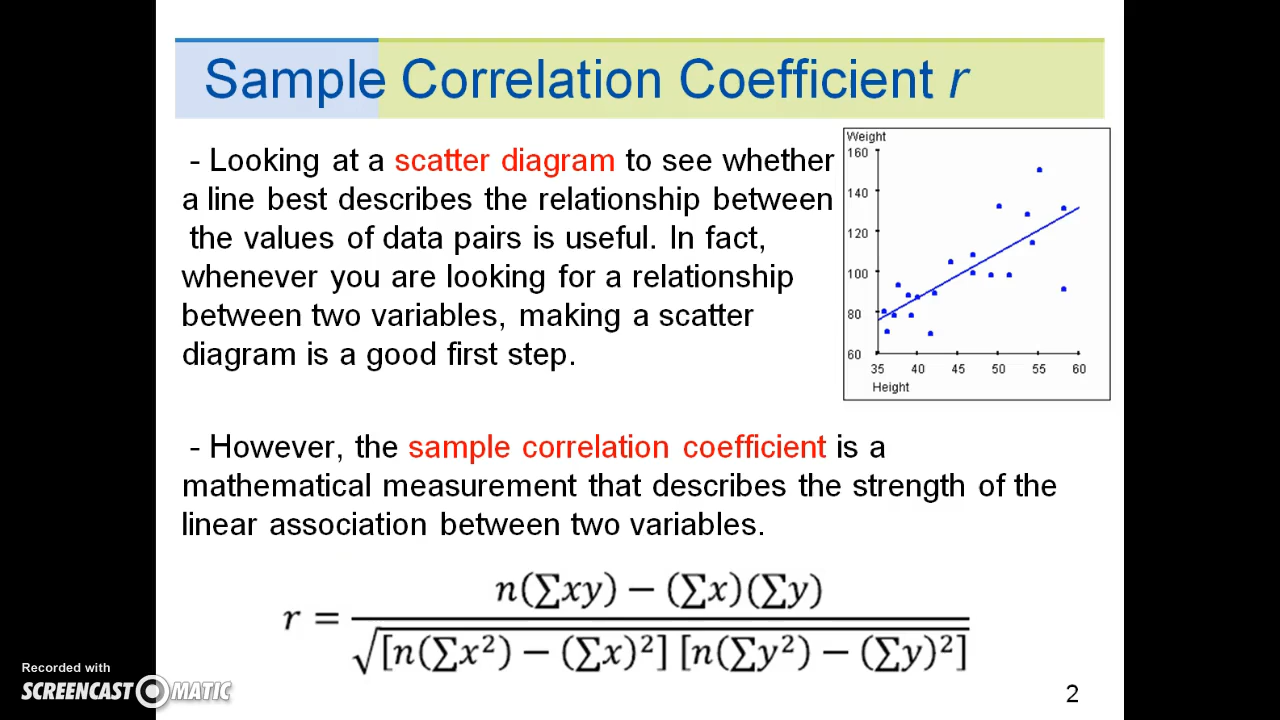 Sample Correlation Coefficient r
- Looking at a scatter diagram to see whether
a line best describes the relationship between
the values of data pairs is useful. In fact,
whenever you are looking for a relationship
between two variables, making a scatter
diagram is a good first step.
Weight
160
140
120
100
80
60
35 40 45 50 55 60
Height
- However, the sample correlation coefficient is a
mathematical measurement that describes the strength of the
linear association between two variables.
r = n(∑xy) − (∑x)(∑y)
√[n(∑x²) − (∑x)²] [n(∑y²) − (∑y)²]
Recorded with
SCREENCAST MATIC
2